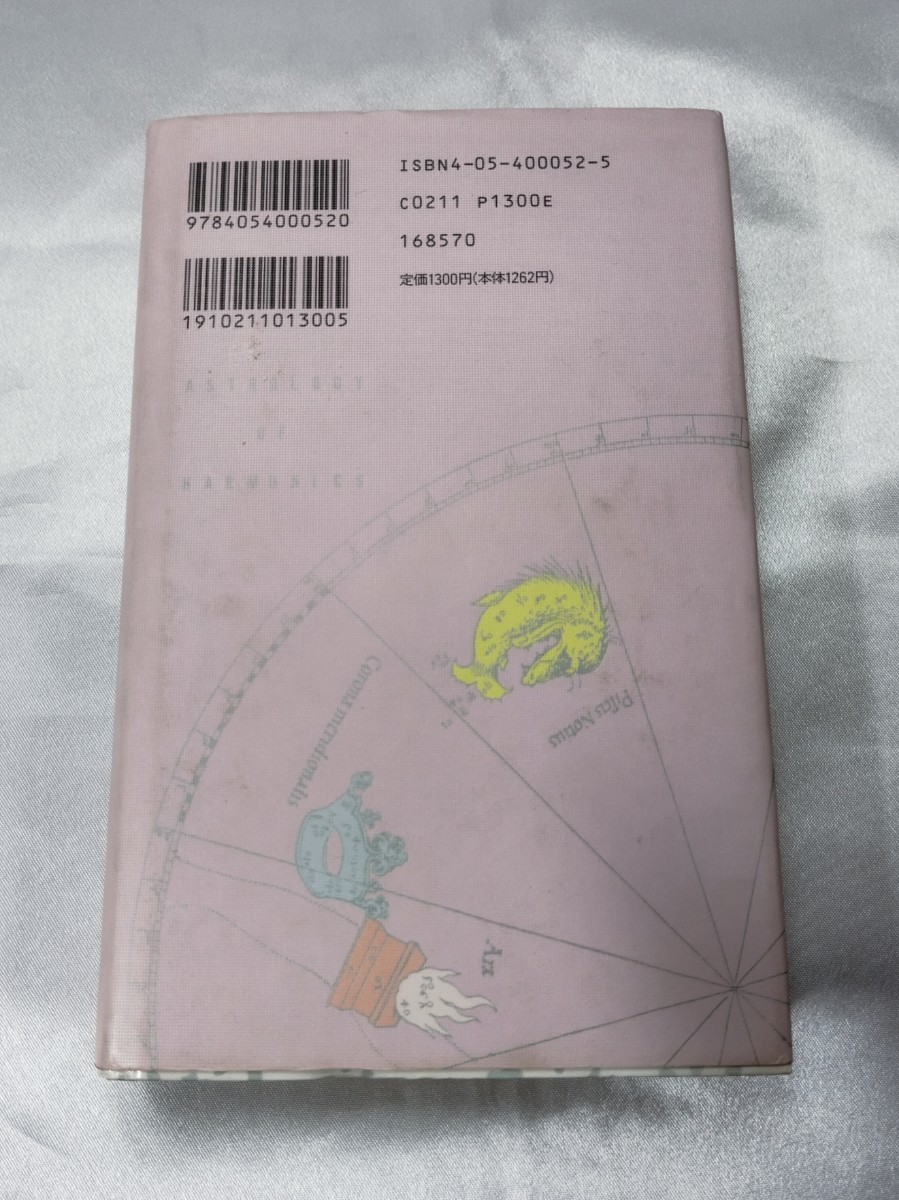 9784054000520
1910211013005
ISBN4-05-400052-5
C0211 P1300E
168570
定価1300円(本体1262円)
ASTRALOGY
OF
HARMONICS
Piſcis Notius
Corona meridionalis
Ara